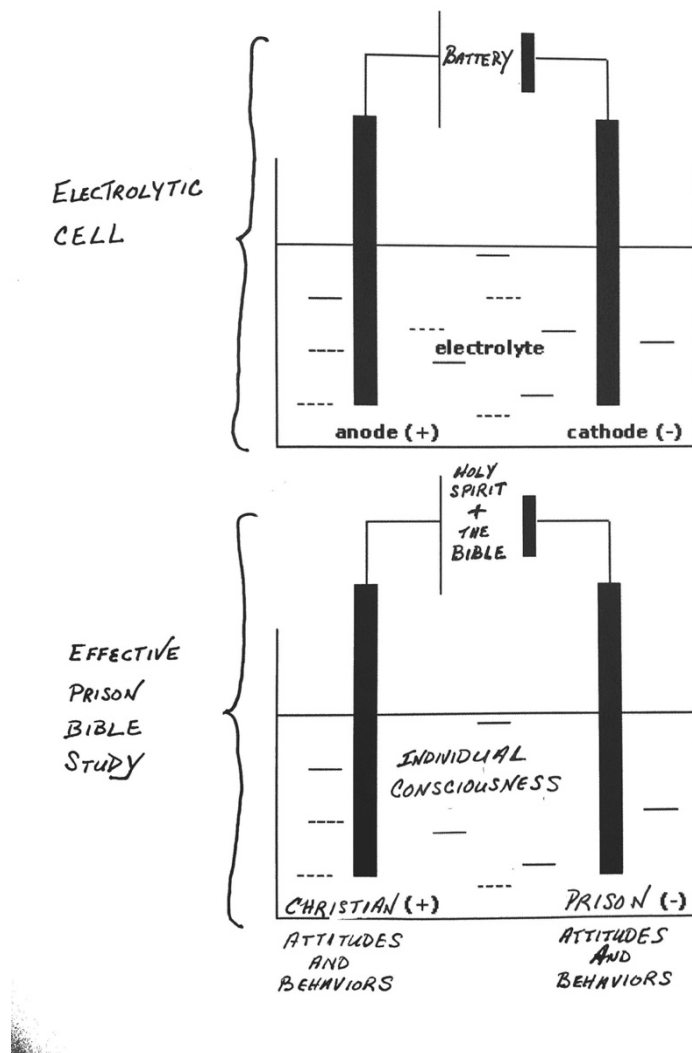 BATTERY
ELECTROLYTIC
CELL
electrolyte
anode (+)
cathode (-)
HOLY
SPIRIT
+
THE
BIBLE
EFFECTIVE
PRISON
BIBLE
STUDY
INDIVIDUAL
CONSCIOUSNESS
CHRISTIAN (+)
ATTITUDES
AND
BEHAVIORS
PRISON (-)
ATTITUDES
AND
BEHAVIORS